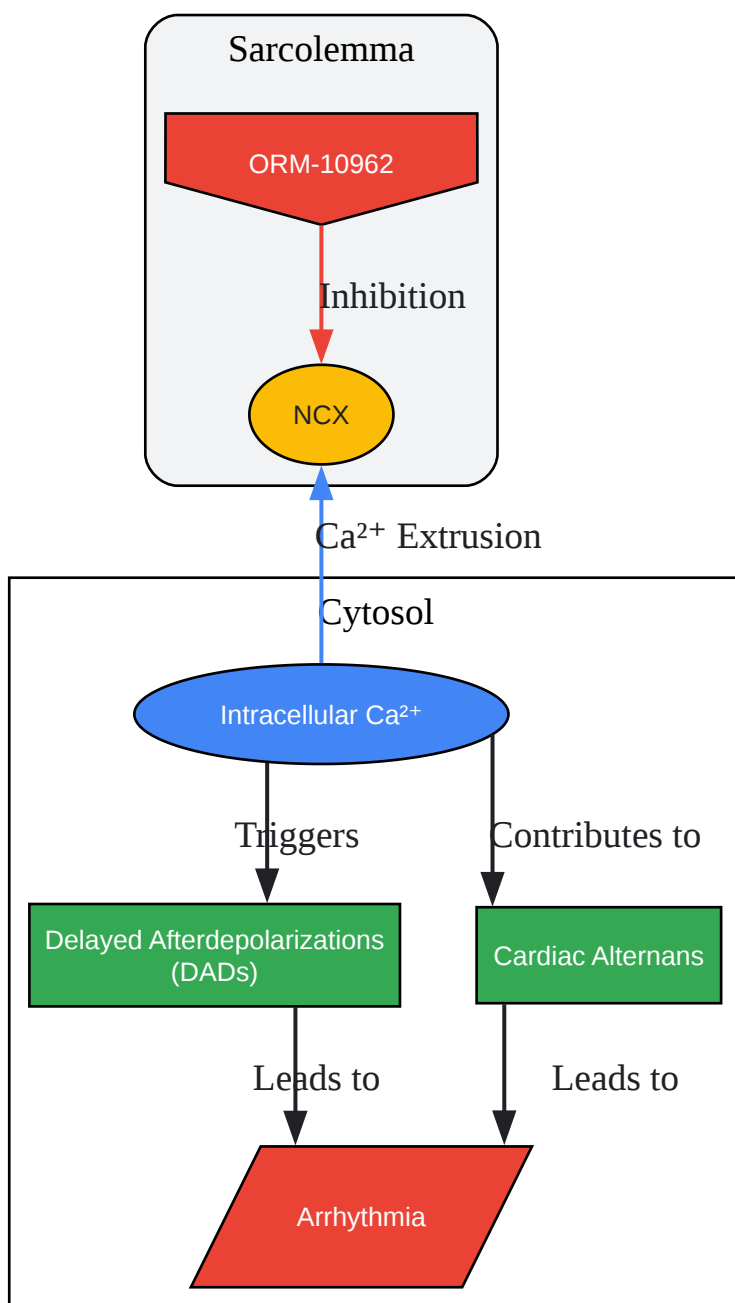 Sarcolemma
ORM-10962
Inhibition
NCX
Ca²⁺ Extrusion
Cytosol
Intracellular Ca²⁺
Triggers
Contributes to
Delayed Afterdepolarizations
(DADs)
Cardiac Alternans
Leads to
Leads to
Arrhythmia